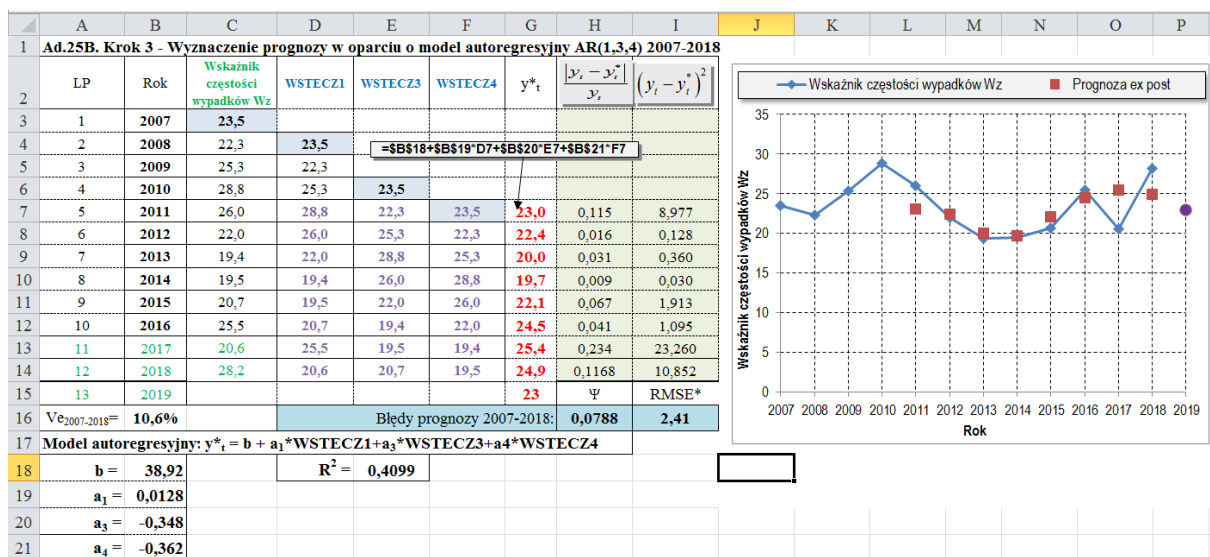 A B C D E F G H I J K L M N O P
1 Ad.25B. Krok 3 - Wyznaczenie prognozy w oparciu o model autoregresyjny AR(1,3,4) 2007-2018
2 LP Rok Wskaźnik częstości wypadków Wz WSTECZ1 WSTECZ3 WSTECZ4 y*t |yt − yt*| / yt (yt − yt*)²
3 1 2007 23,5
4 2 2008 22,3 23,5
=$B$18+$B$19*D7+$B$20*E7+$B$21*F7
5 3 2009 25,3 22,3
6 4 2010 28,8 25,3 23,5
7 5 2011 26,0 28,8 22,3 23,5 23,0 0,115 8,977
8 6 2012 22,0 26,0 25,3 22,3 22,4 0,016 0,128
9 7 2013 19,4 22,0 28,8 25,3 20,0 0,031 0,360
10 8 2014 19,5 19,4 26,0 28,8 19,7 0,009 0,030
11 9 2015 20,7 19,5 22,0 26,0 22,1 0,067 1,913
12 10 2016 25,5 20,7 19,4 22,0 24,5 0,041 1,095
13 11 2017 20,6 25,5 19,5 19,4 25,4 0,234 23,260
14 12 2018 28,2 20,6 20,7 19,5 24,9 0,1168 10,852
15 13 2019 23 Ψ RMSE*
16 Ve2007-2018= 10,6% Błędy prognozy 2007-2018: 0,0788 2,41
17 Model autoregresyjny: y*t = b + a1*WSTECZ1+a3*WSTECZ3+a4*WSTECZ4
18 b = 38,92 R² = 0,4099
19 a1 = 0,0128
20 a3 = -0,348
21 a4 = -0,362
Wskaźnik częstości wypadków Wz Prognoza ex post
Wskaźnik częstości wypadków Wz
35
30
25
20
15
10
5
0
2007 2008 2009 2010 2011 2012 2013 2014 2015 2016 2017 2018 2019
Rok